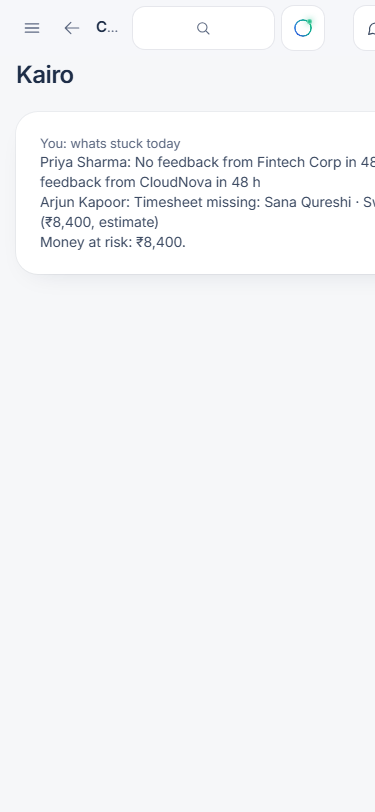 C...
Kairo
You: whats stuck today
Priya Sharma: No feedback from Fintech Corp in 48
feedback from CloudNova in 48 h
Arjun Kapoor: Timesheet missing: Sana Qureshi · Sw
(₹8,400, estimate)
Money at risk: ₹8,400.